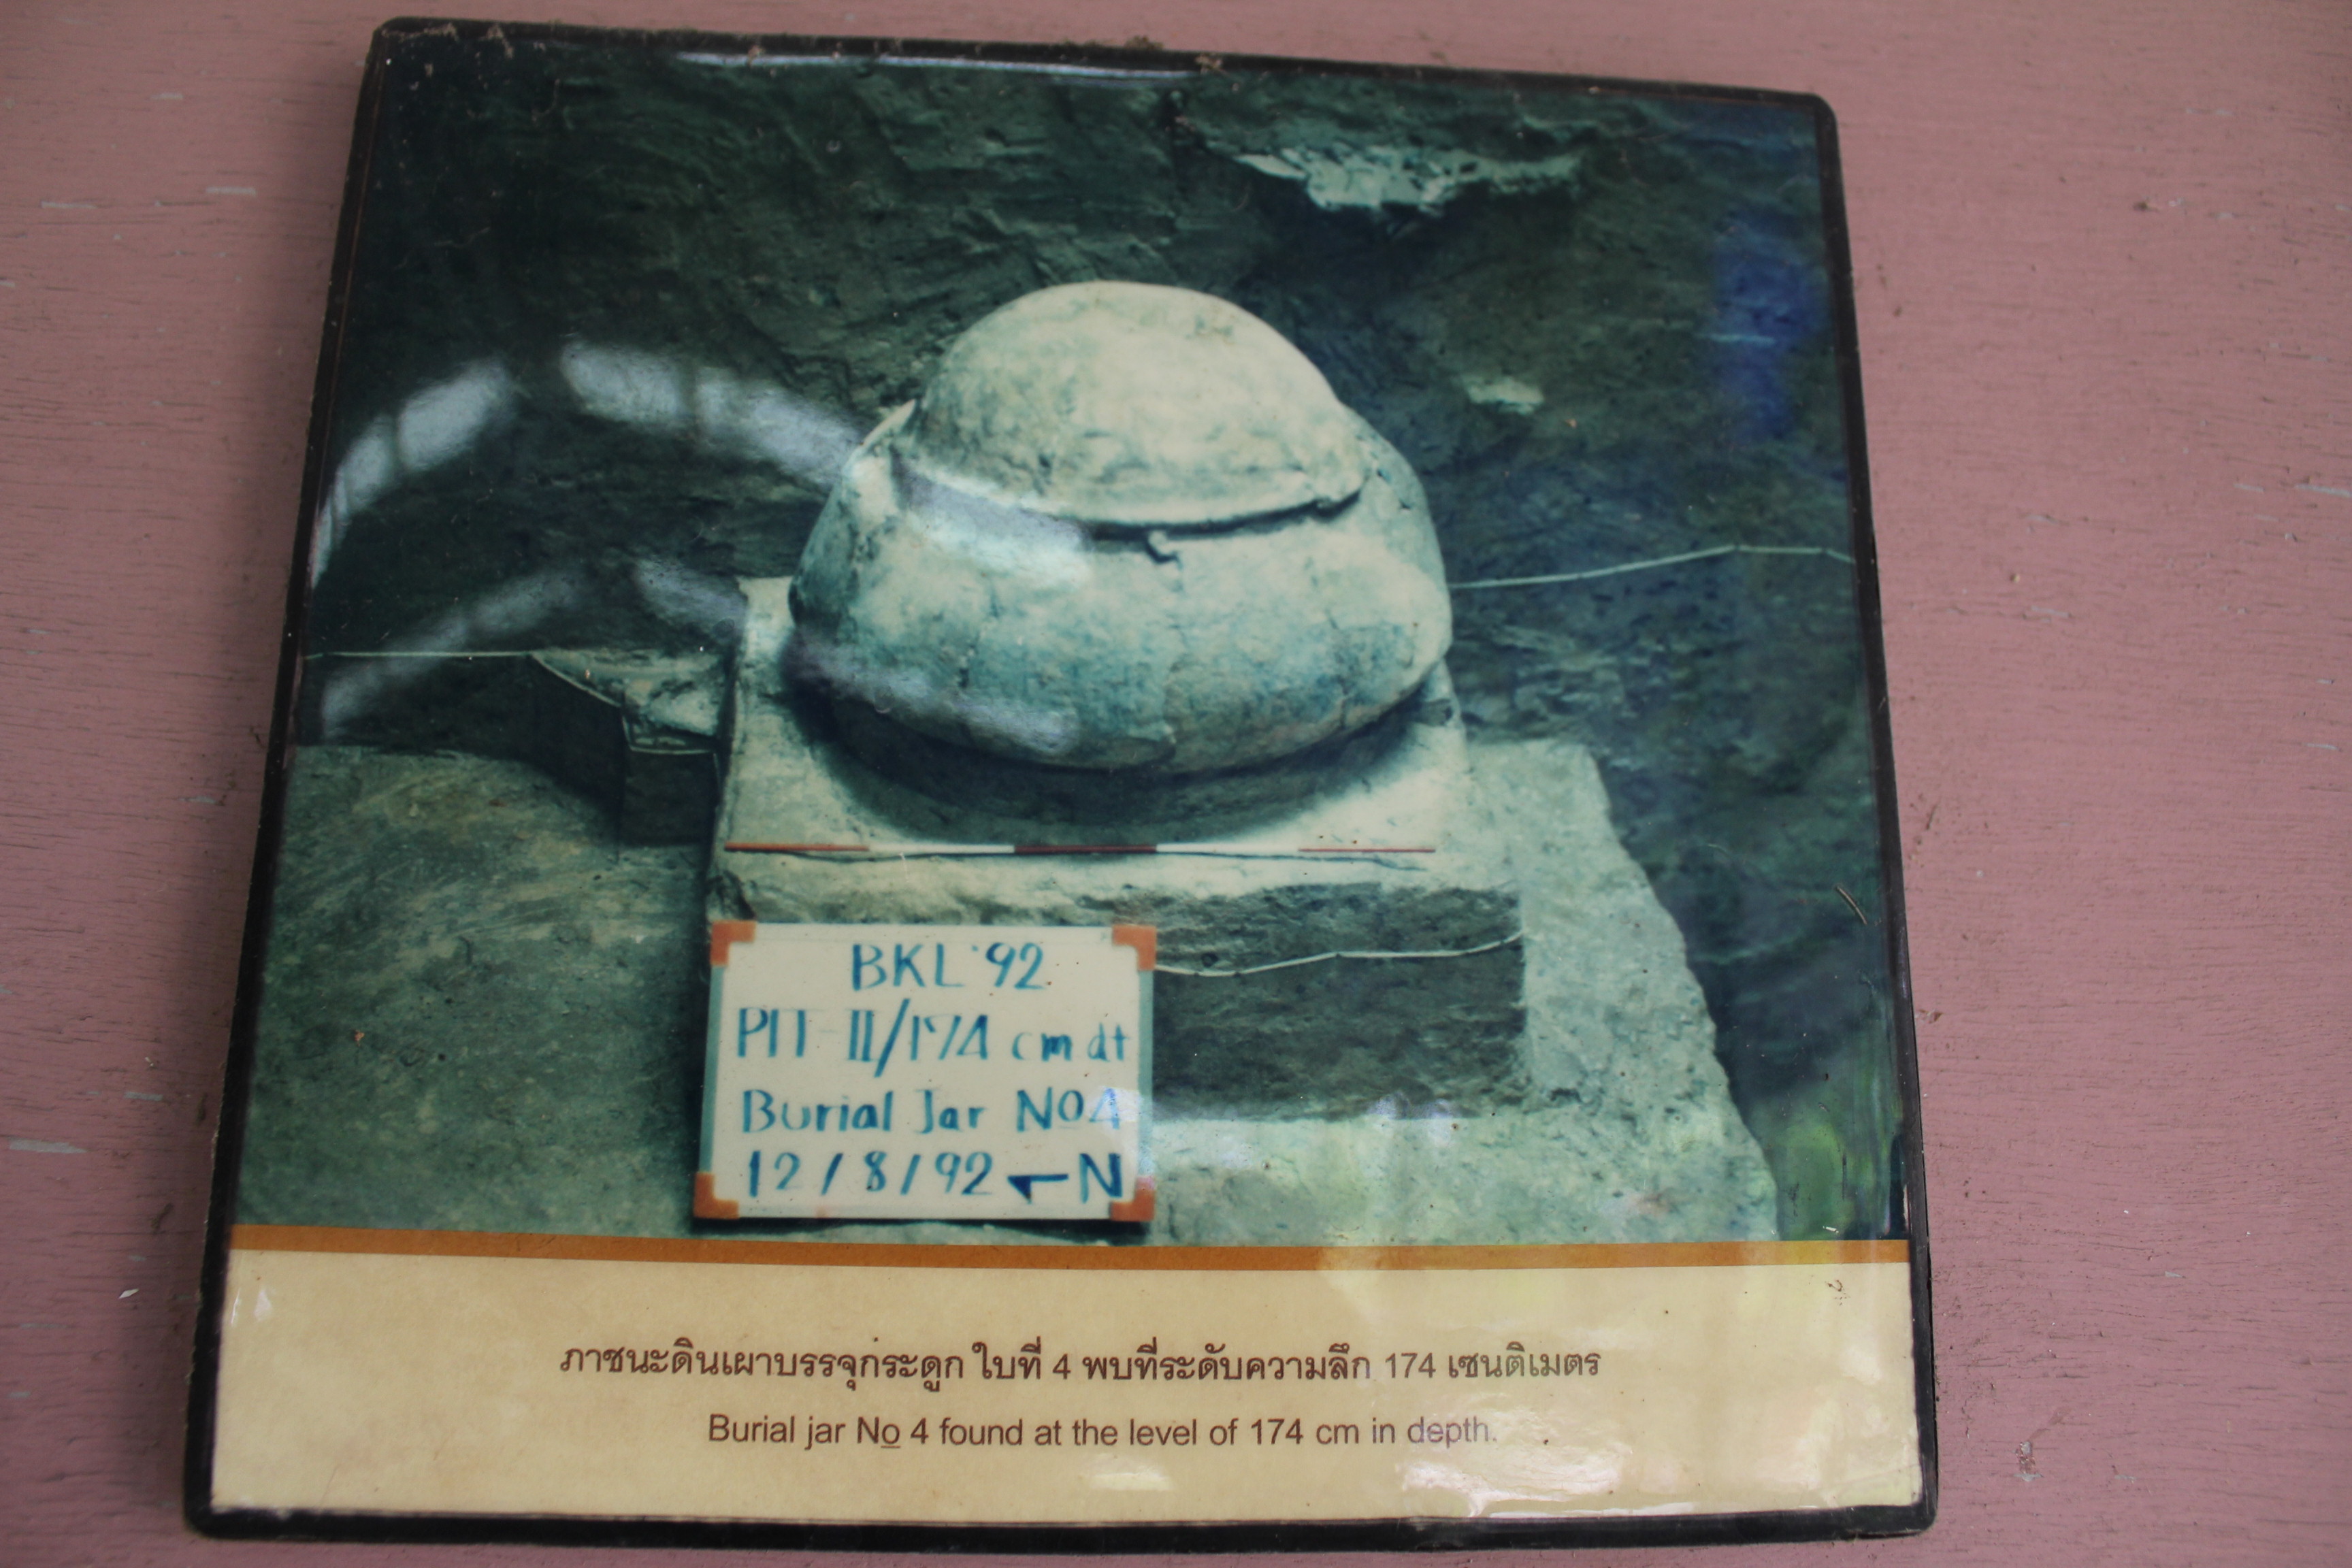 BKL '92
PIT-II/174 cm dt
Burial Jar No 4
12/8/92 N
ภาชนะดินเผาบรรจุกระดูก ใบที่ 4 พบที่ระดับความลึก 174 เซนติเมตร
Burial jar No 4 found at the level of 174 cm in depth.